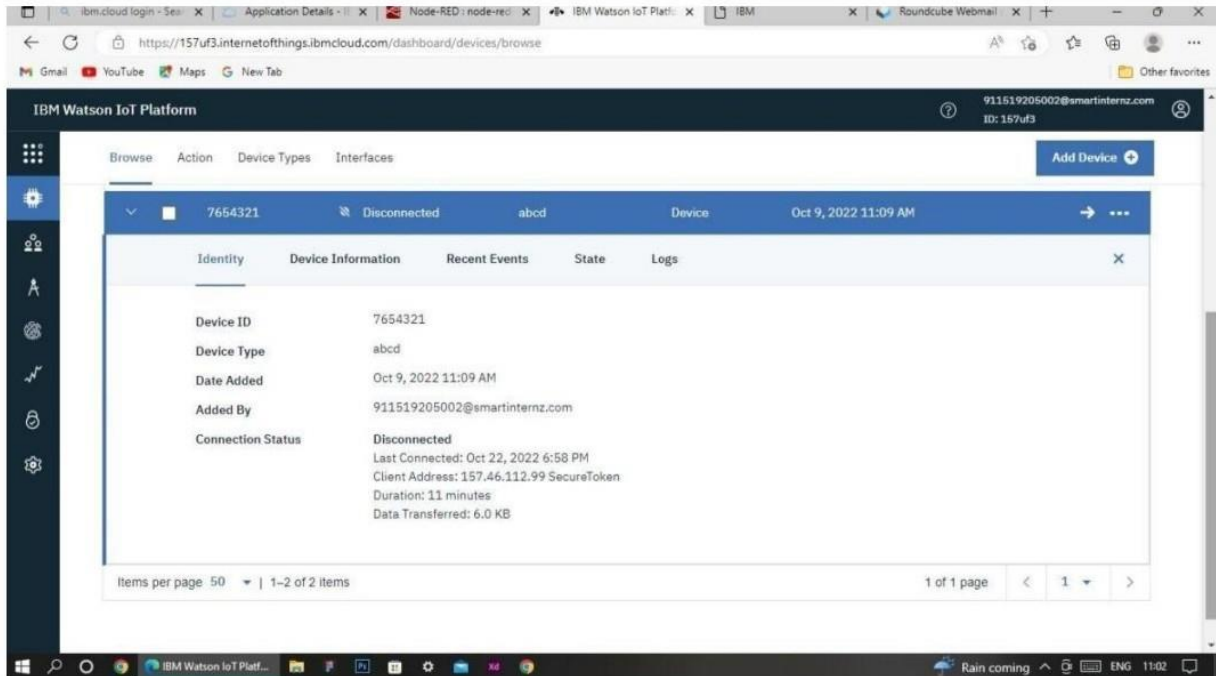 ibm.cloud login - Sea
Application Details - I
Node-RED : node-red
IBM Watson IoT Platf
IBM
Roundcube Webmail
https://157uf3.internetofthings.ibmcloud.com/dashboard/devices/browse
Gmail YouTube Maps New Tab Other favorites
IBM Watson IoT Platform
911519205002@smartinternz.com
ID: 157uf3
Browse Action Device Types Interfaces Add Device
7654321 Disconnected abcd Device Oct 9, 2022 11:09 AM
Identity Device Information Recent Events State Logs
Device ID 7654321
Device Type abcd
Date Added Oct 9, 2022 11:09 AM
Added By 911519205002@smartinternz.com
Connection Status Disconnected
Last Connected: Oct 22, 2022 6:58 PM
Client Address: 157.46.112.99 SecureToken
Duration: 11 minutes
Data Transferred: 6.0 KB
Items per page 50 | 1–2 of 2 items 1 of 1 page < 1 >
IBM Watson IoT Platf... Ps Xd Rain coming ENG 11:02